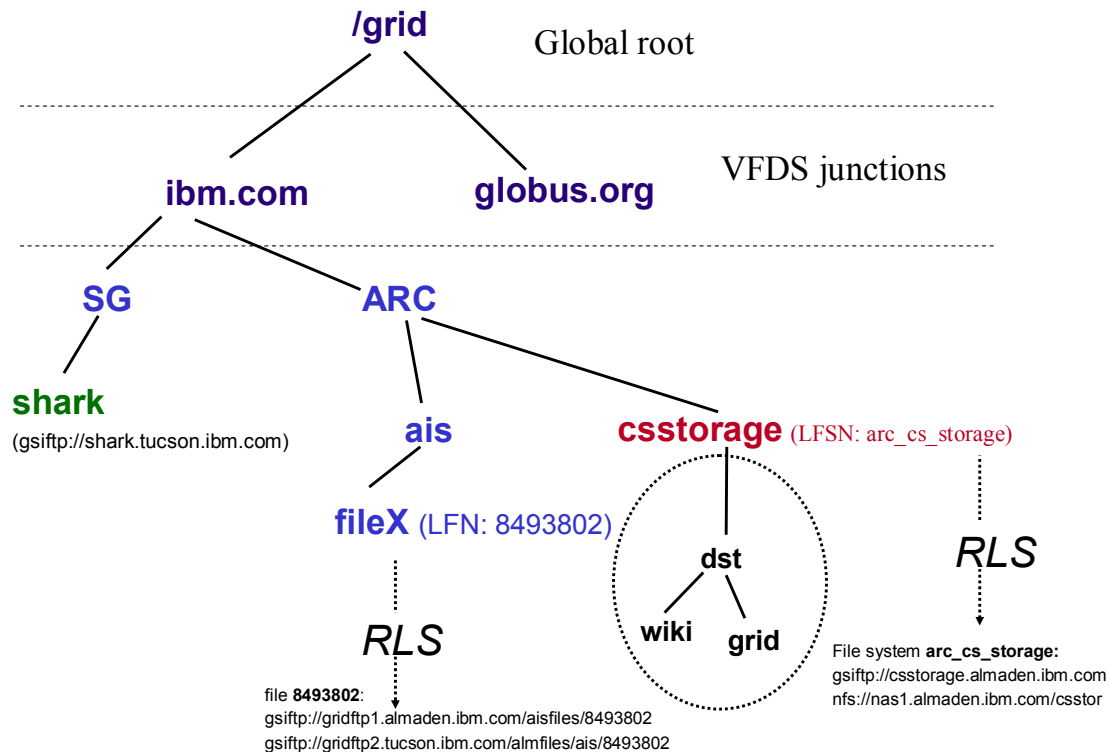 /grid
Global root
ibm.com
globus.org
VFDS junctions
SG
ARC
shark
(gsiftp://shark.tucson.ibm.com)
ais
csstorage (LFSN: arc_cs_storage)
fileX (LFN: 8493802)
dst
wiki
grid
RLS
RLS
file 8493802:
gsiftp://gridftp1.almaden.ibm.com/aisfiles/8493802
gsiftp://gridftp2.tucson.ibm.com/almfiles/ais/8493802
File system arc_cs_storage:
gsiftp://csstorage.almaden.ibm.com
nfs://nas1.almaden.ibm.com/csstor